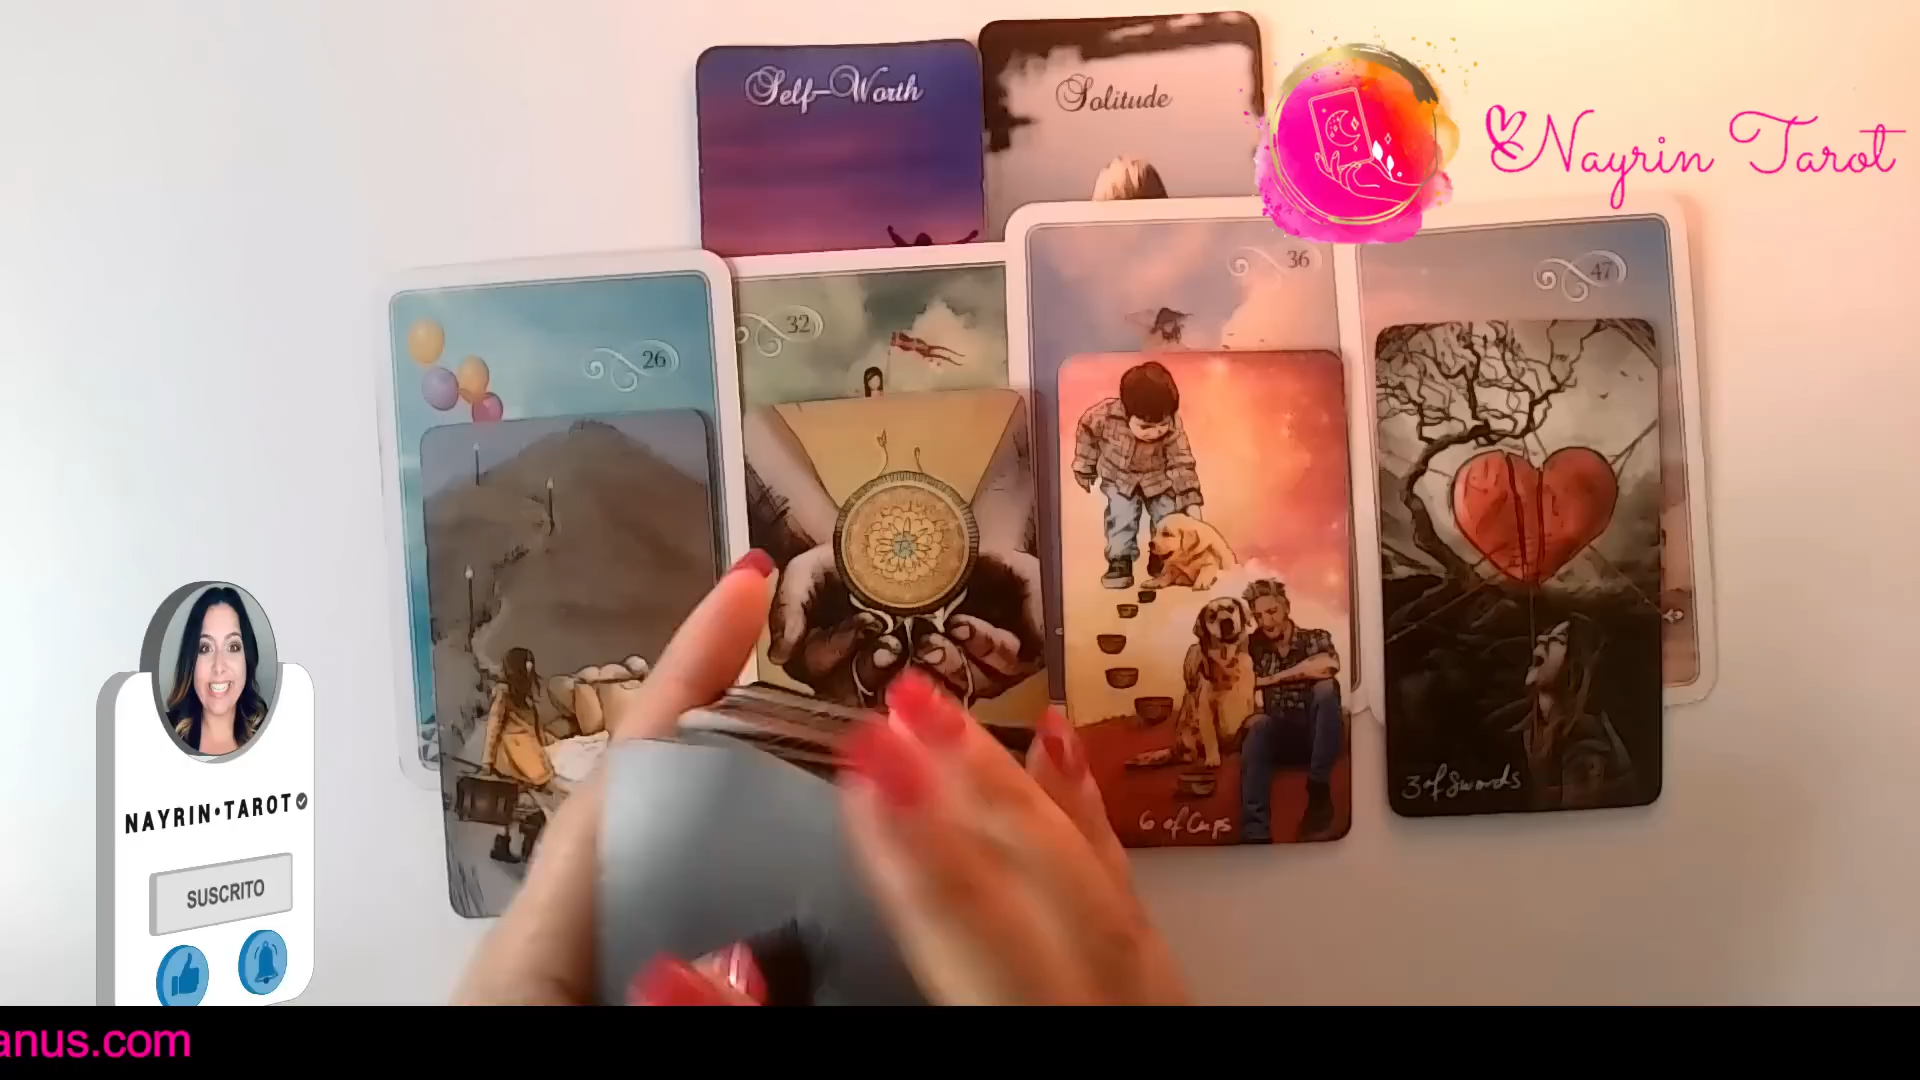 Self-Worth
Solitude
Nayrin Tarot
26
32
36
47
6 of Cups
3 of Swords
NAYRIN•TAROT
SUSCRITO
anus.com